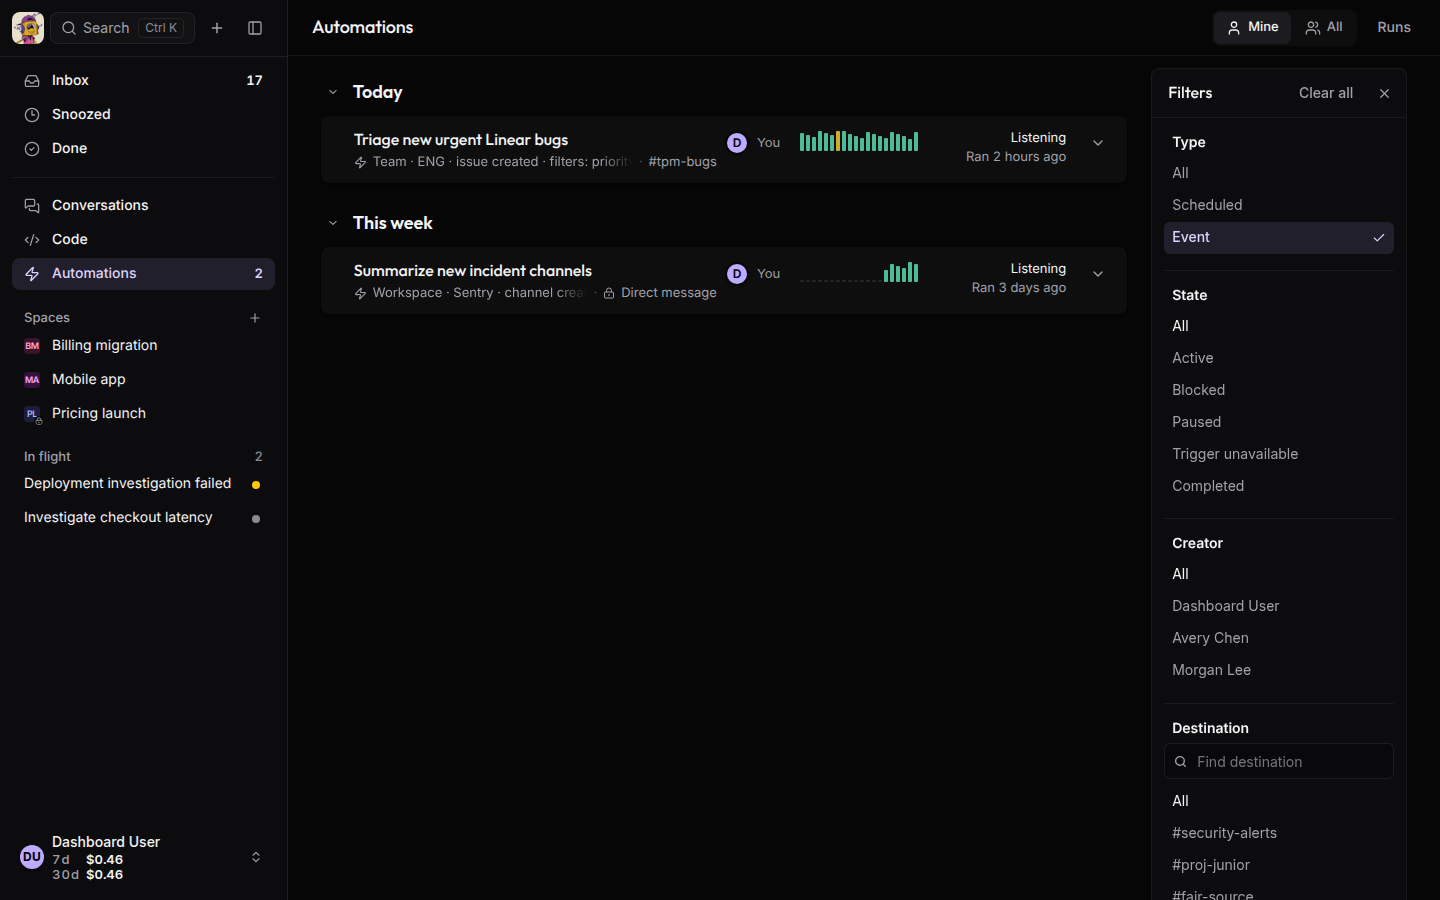 Search Ctrl K
Inbox 17
Snoozed
Done
Conversations
Code
Automations 2
Spaces
BM Billing migration
MA Mobile app
PL Pricing launch
In flight 2
Deployment investigation failed
Investigate checkout latency
DU Dashboard User
7d $0.46
30d $0.46
Automations
Mine All Runs
Today
Triage new urgent Linear bugs
Team · ENG · issue created · filters: priorit · #tpm-bugs
D You
Listening
Ran 2 hours ago
This week
Summarize new incident channels
Workspace · Sentry · channel crea · Direct message
D You
Listening
Ran 3 days ago
Filters Clear all
Type
All
Scheduled
Event
State
All
Active
Blocked
Paused
Trigger unavailable
Completed
Creator
All
Dashboard User
Avery Chen
Morgan Lee
Destination
Find destination
All
#security-alerts
#proj-junior
#fair-source